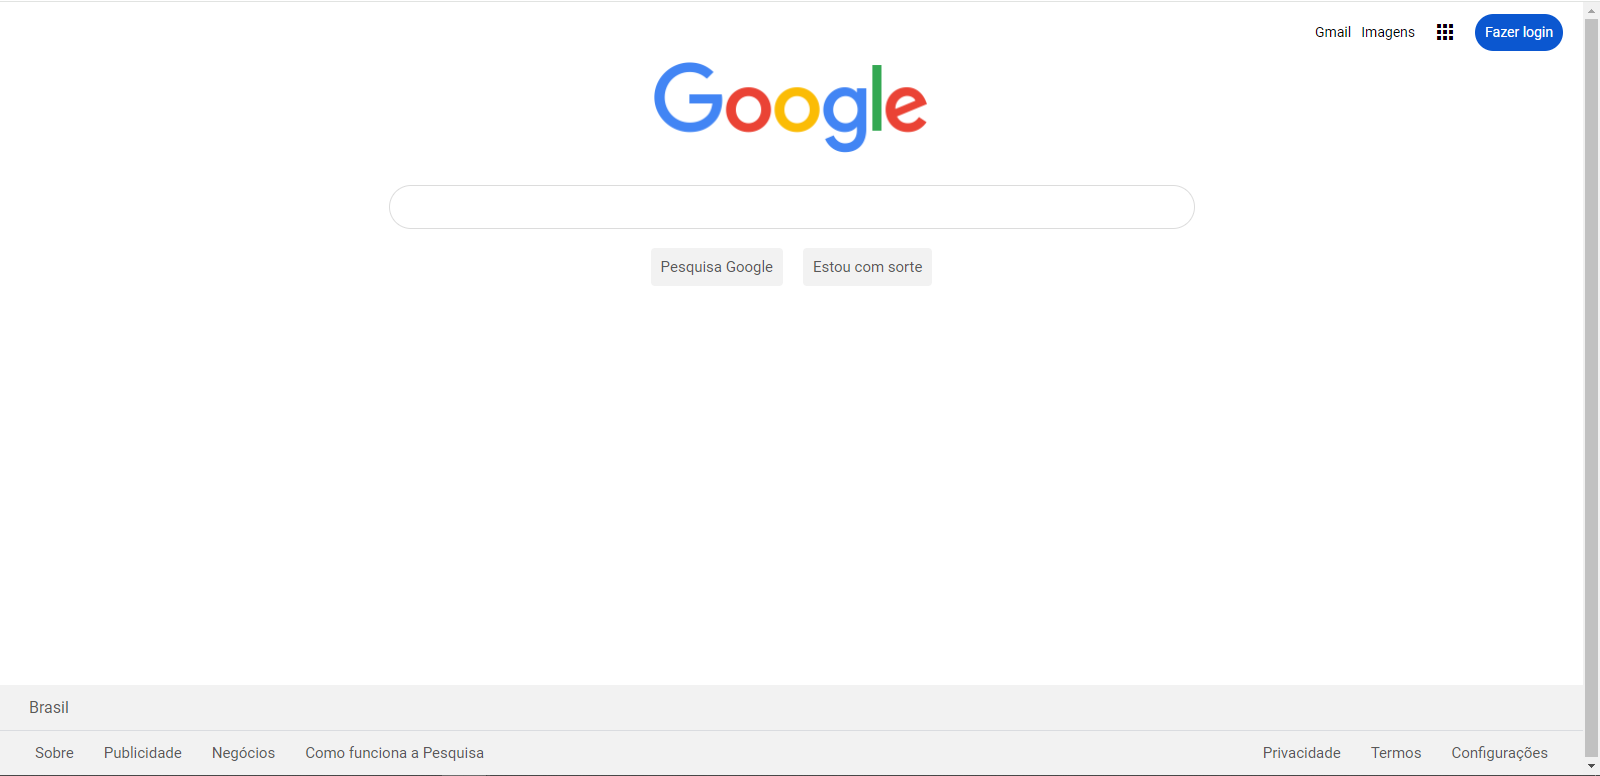 Gmail Imagens Fazer login
Google
Pesquisa Google Estou com sorte
Brasil
Sobre Publicidade Negócios Como funciona a Pesquisa Privacidade Termos Configurações